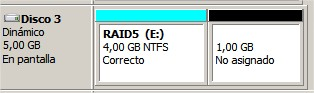 Disco 3
Dinámico
5,00 GB
En pantalla
RAID5 (E:)
4,00 GB NTFS
Correcto
1,00 GB
No asignado